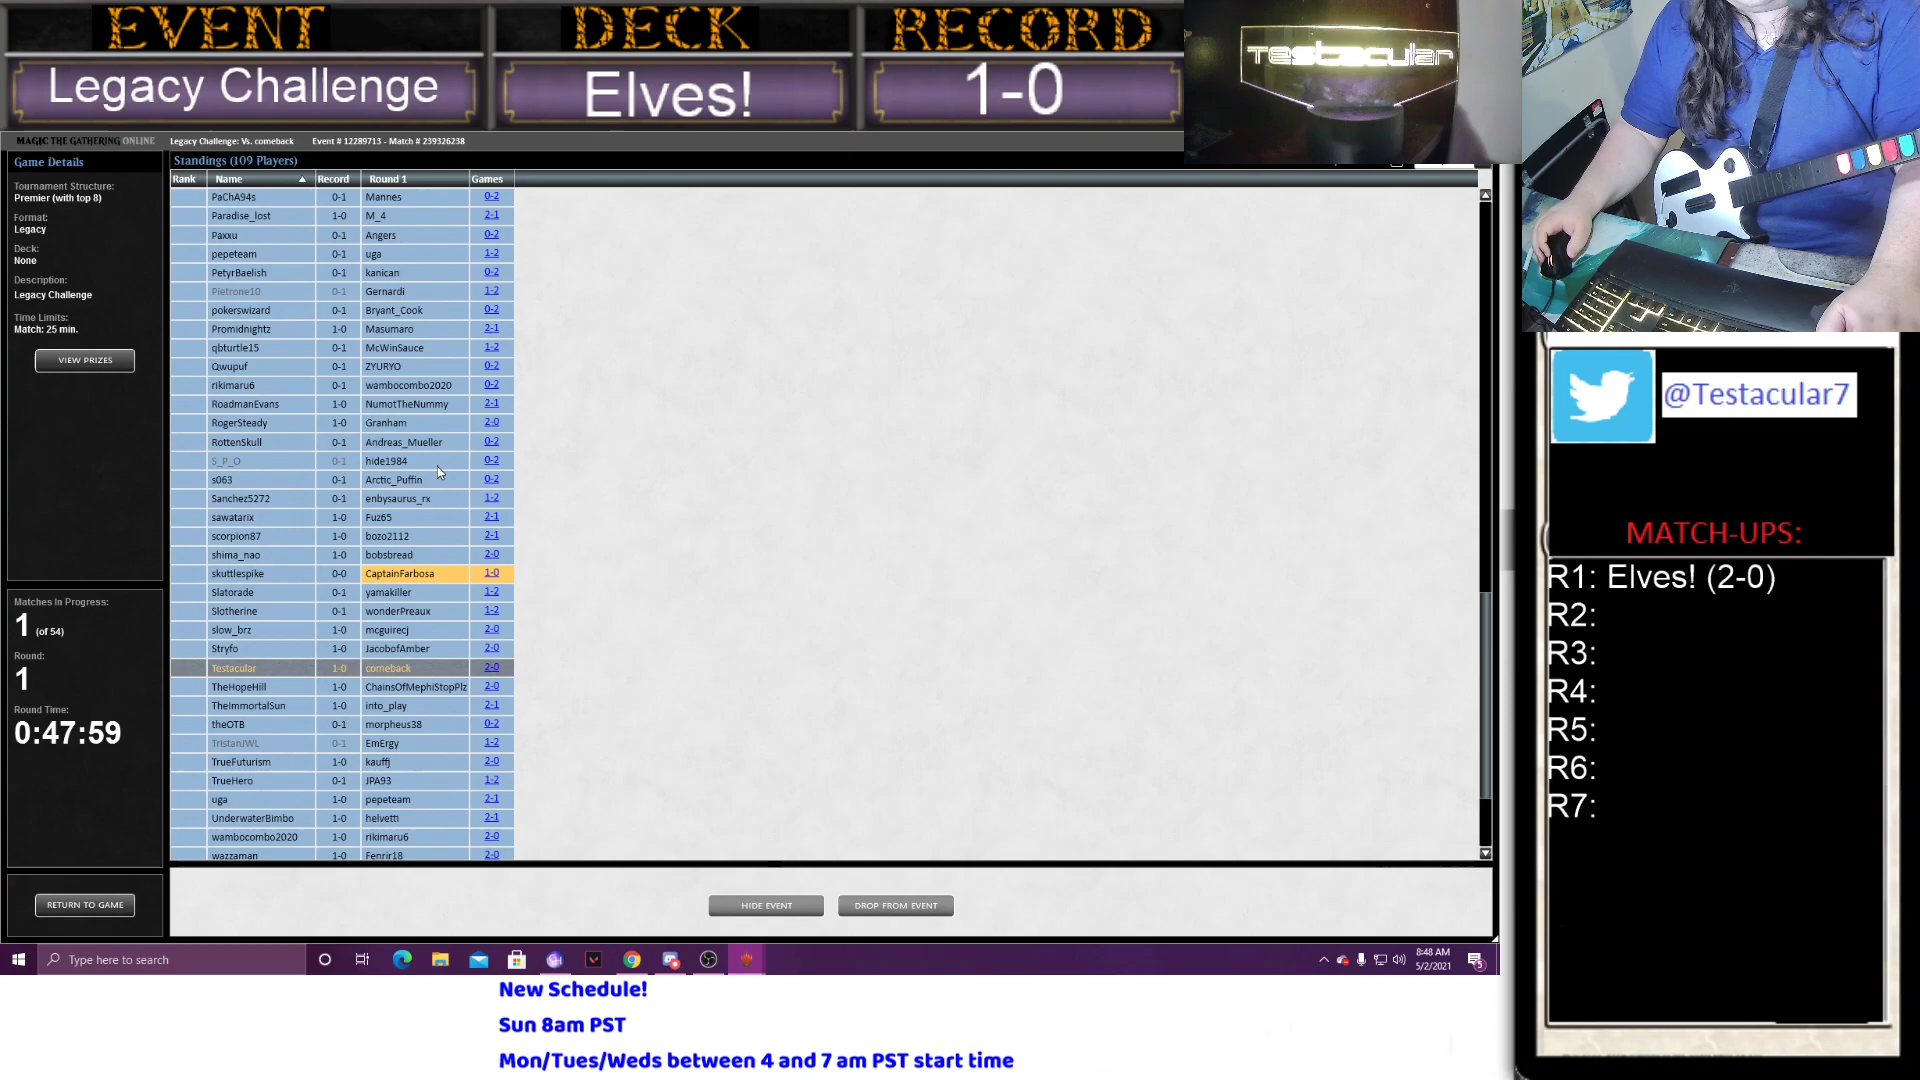 EVENT
DECK
RECORD
Legacy Challenge
Elves!
1-0
Testacular
MAGIC THE GATHERING ONLINE
Legacy Challenge: Vs. comeback
Event # 12289713 - Match # 239326238
Game Details
Tournament Structure:
Premier (with top 8)
Format:
Legacy
Deck:
None
Description:
Legacy Challenge
Time Limits:
Match: 25 min.
VIEW PRIZES
Matches In Progress:
1 (of 54)
Round:
1
Round Time:
0:47:59
RETURN TO GAME
Standings (109 Players)
Rank Name Record Round 1 Games
PaChA94s 0-1 Mannes 0-2
Paradise_lost 1-0 M_4 2-1
Paxxu 0-1 Angers 0-2
pepeteam 0-1 uga 1-2
PetyrBaelish 0-1 kanican 0-2
Pietrone10 0-1 Gernardi 1-2
pokerswizard 0-1 Bryant_Cook 0-2
Promidnightz 1-0 Masumaro 2-1
qbturtle15 0-1 McWinSauce 1-2
Qwupuf 0-1 ZYURYO 0-2
rikimaru6 0-1 wambocombo2020 0-2
RoadmanEvans 1-0 NumotTheNummy 2-1
RogerSteady 1-0 Granham 2-0
RottenSkull 0-1 Andreas_Mueller 0-2
S_P_O 0-1 hide1984 0-2
s063 0-1 Arctic_Puffin 0-2
Sanchez5272 0-1 enbysaurus_rx 1-2
sawatarix 1-0 Fuz65 2-1
scorpion87 1-0 bozo2112 2-1
shima_nao 1-0 bobsbread 2-0
skuttlespike 0-0 CaptainFarbosa 1-0
Slatorade 0-1 yamakiller 1-2
Slotherine 0-1 wonderPreaux 1-2
slow_brz 1-0 mcguirecj 2-0
Stryfo 1-0 JacobofAmber 2-0
Testacular 1-0 comeback 2-0
TheHopeHill 1-0 ChainsOfMephiStopPlz 2-0
TheImmortalSun 1-0 into_play 2-1
theOTB 0-1 morpheus38 0-2
TristanJWL 0-1 EmErgy 1-2
TrueFuturism 1-0 kauffj 2-0
TrueHero 0-1 JPA93 1-2
uga 1-0 pepeteam 2-1
UnderwaterBimbo 1-0 helvetti 2-1
wambocombo2020 1-0 rikimaru6 2-0
wazzaman 1-0 Fenrir18 2-0
HIDE EVENT
DROP FROM EVENT
@Testacular7
MATCH-UPS:
R1: Elves! (2-0)
R2:
R3:
R4:
R5:
R6:
R7:
Type here to search
8:48 AM
5/2/2021
5
New Schedule!
Sun 8am PST
Mon/Tues/Weds between 4 and 7 am PST start time